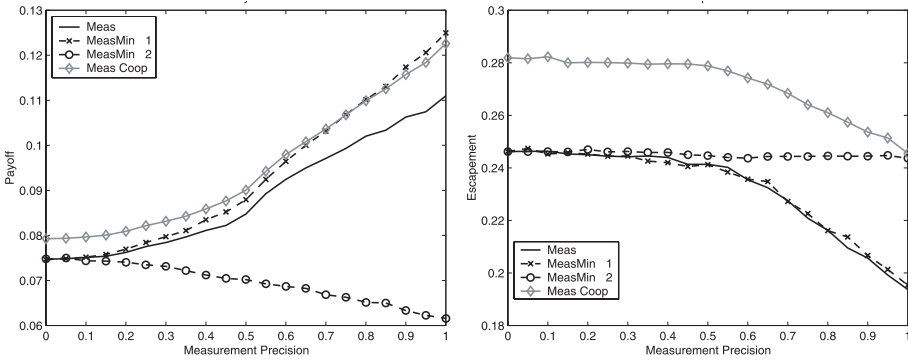 0.13
0.12
0.11
0.1
0.09
0.08
0.07
0.06
Payoff
Meas
MeasMin 1
MeasMin 2
Meas Coop
0 0.1 0.2 0.3 0.4 0.5 0.6 0.7 0.8 0.9 1
Measurement Precision
0.3
0.28
0.26
0.24
0.22
0.2
0.18
Escapement
Meas
MeasMin 1
MeasMin 2
Meas Coop
0 0.1 0.2 0.3 0.4 0.5 0.6 0.7 0.8 0.9 1
Measurement Precision